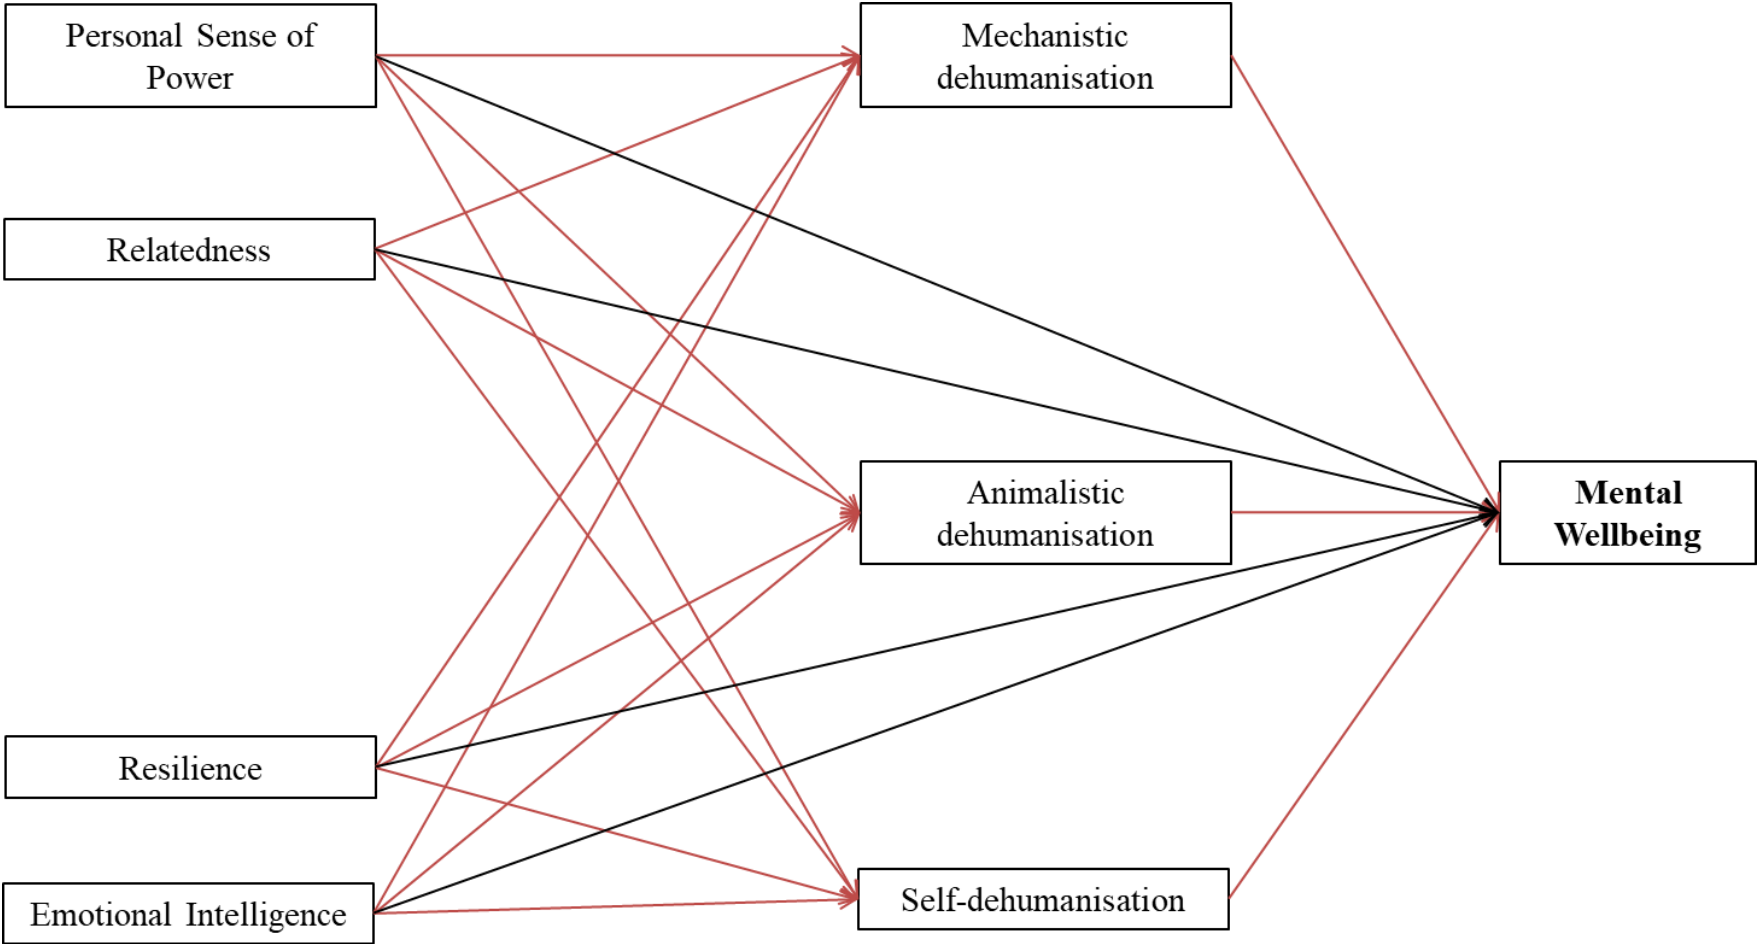 Personal Sense of
Power
Mechanistic
dehumanisation
Relatedness
Animalistic
dehumanisation
Mental
Wellbeing
Resilience
Emotional Intelligence
Self-dehumanisation